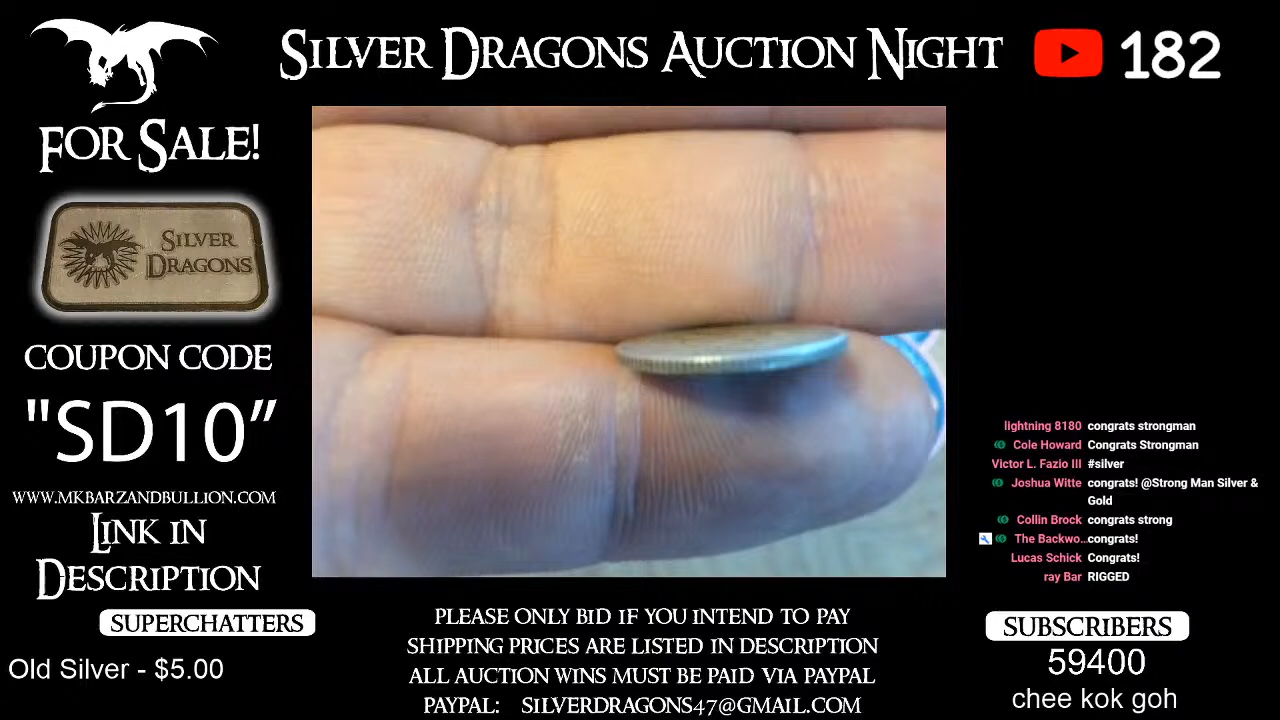 Silver Dragons Auction Night
182
For Sale!
Silver
Dragons
Coupon Code
"SD10”
www.mkbarzandbullion.com
Link in
Description
Superchatters
Old Silver - $5.00
Please only bid if you intend to pay
Shipping prices are listed in description
All auction wins must be paid via PayPal
PayPal: silverdragons47@gmail.com
lightning 8180 congrats strongman
Cole Howard Congrats Strongman
Victor L. Fazio III #silver
Joshua Witte congrats! @Strong Man Silver &
Gold
Collin Brock congrats strong
The Backwo...congrats!
Lucas Schick Congrats!
ray Bar RIGGED
Subscribers
59400
chee kok goh